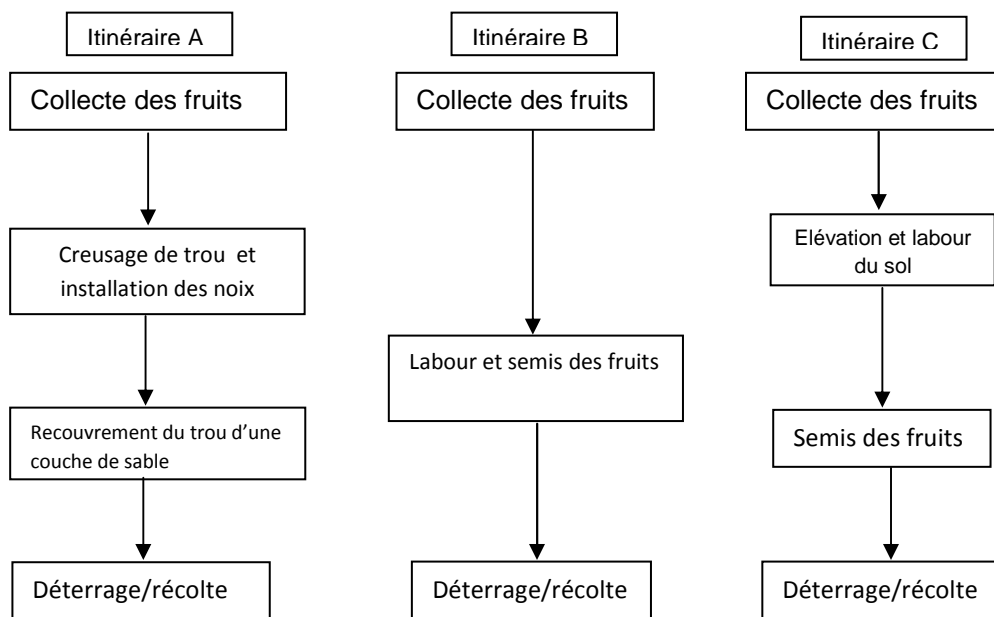 Itinéraire A
Collecte des fruits
Creusage de trou et
installation des noix
Recouvrement du trou d'une
couche de sable
Déterrage/récolte
Itinéraire B
Collecte des fruits
Labour et semis des fruits
Déterrage/récolte
Itinéraire C
Collecte des fruits
Elévation et labour
du sol
Semis des fruits
Déterrage/récolte